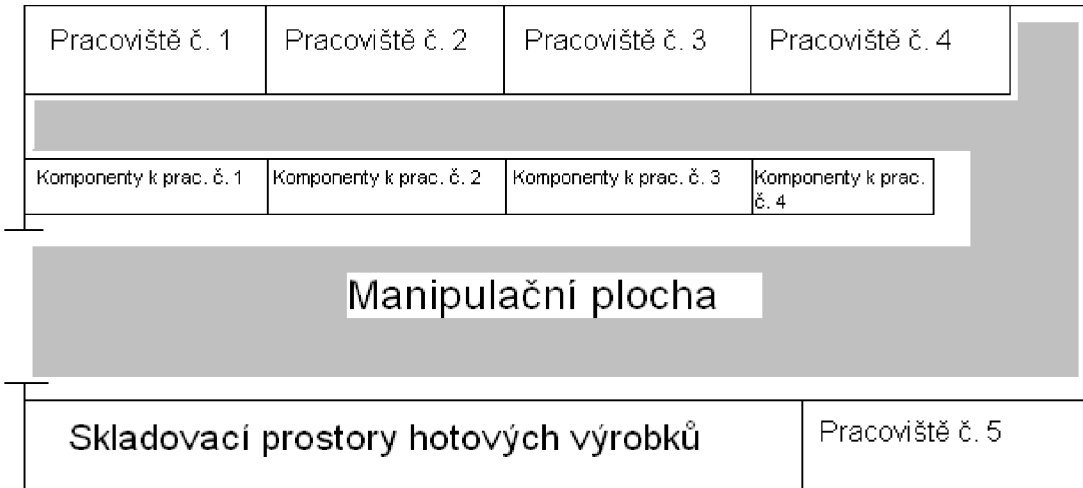 Pracoviště č. 1
Pracoviště č. 2
Pracoviště č. 3
Pracoviště č. 4
Komponenty k prac. č. 1
Komponenty k prac. č. 2
Komponenty k prac. č. 3
Komponenty k prac.
č. 4
Manipulační plocha
Skladovací prostory hotových výrobků
Pracoviště č. 5